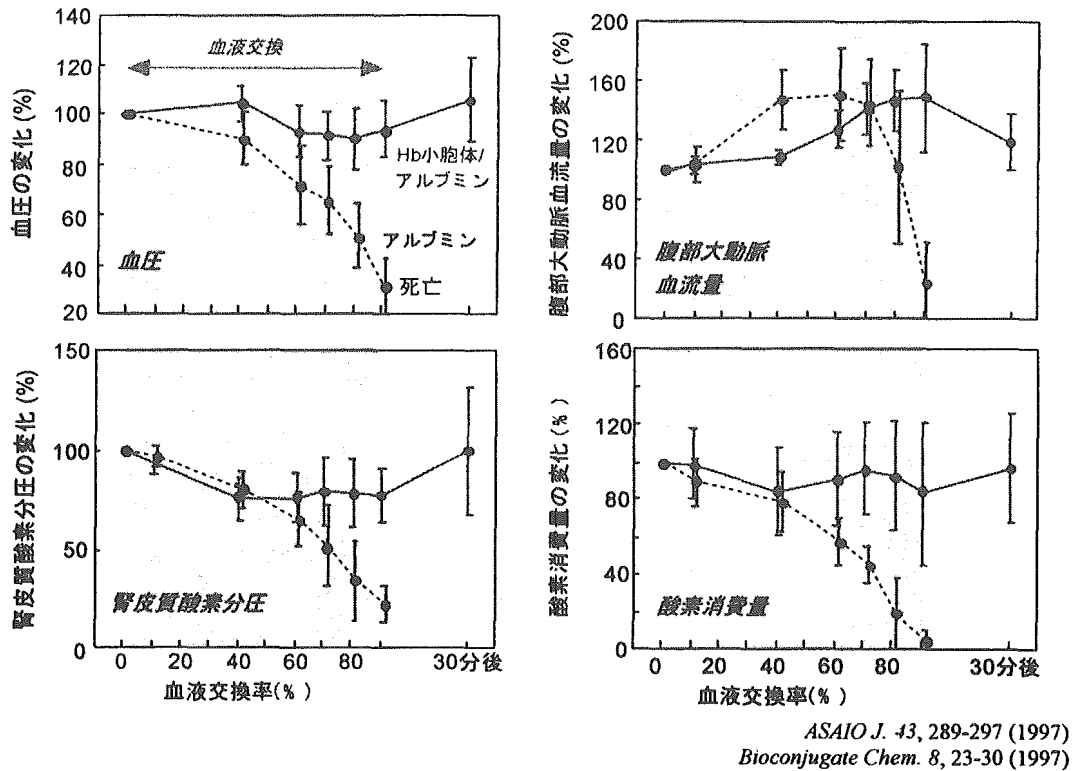 血圧の変化 (%)
140
120
100
80
60
40
20
血液交換
Hb小胞体/
アルブミン
アルブミン
死亡
血圧
腹部大動脈血流量の変化 (%)
200
160
120
100
80
40
0
腹部大動脈
血流量
腎皮質酸素分圧の変化 (%)
150
100
50
0
腎皮質酸素分圧
0 20 40 60 80 30分後
血液交換率(%)
酸素消費量の変化 (%)
160
120
100
80
40
0
酸素消費量
0 20 40 60 80 30分後
血液交換率(%)
ASAIO J. 43, 289-297 (1997)
Bioconjugate Chem. 8, 23-30 (1997)